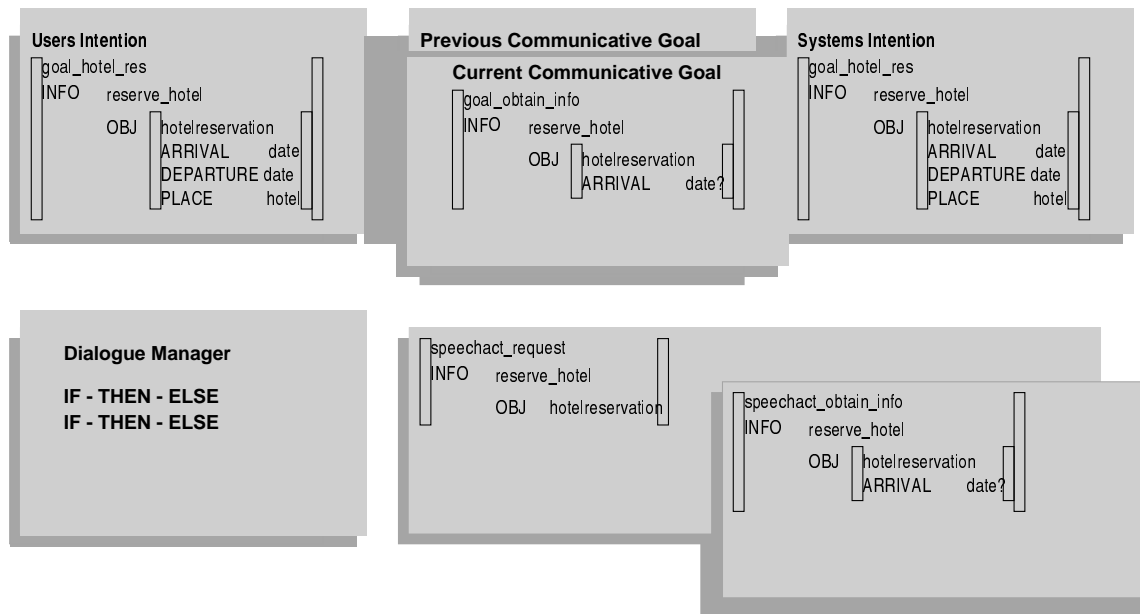 Users Intention
goal_hotel_res
INFO reserve_hotel
OBJ hotelreservation
ARRIVAL date
DEPARTURE date
PLACE hotel
Previous Communicative Goal
Current Communicative Goal
goal_obtain_info
INFO reserve_hotel
OBJ hotelreservation
ARRIVAL date?
Systems Intention
goal_hotel_res
INFO reserve_hotel
OBJ hotelreservation
ARRIVAL date
DEPARTURE date
PLACE hotel
Dialogue Manager
IF - THEN - ELSE
IF - THEN - ELSE
speechact_request
INFO reserve_hotel
OBJ hotelreservation
speechact_obtain_info
INFO reserve_hotel
OBJ hotelreservation
ARRIVAL date?